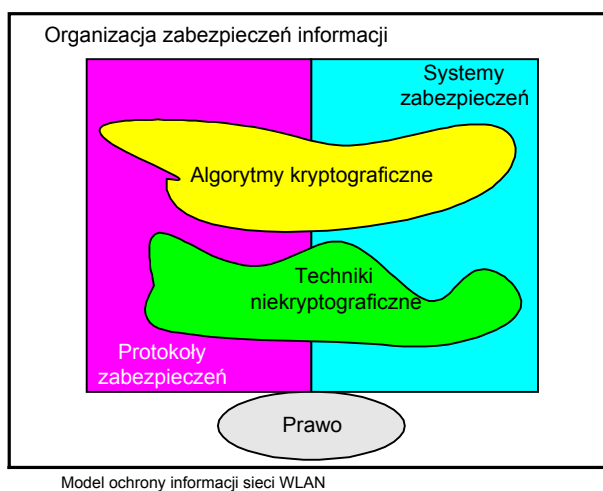 Organizacja zabezpieczeń informacji
Systemy
zabezpieczeń
Algorytmy kryptograficzne
Techniki
niekryptograficzne
Protokoły
zabezpieczeń
Prawo
Model ochrony informacji sieci WLAN